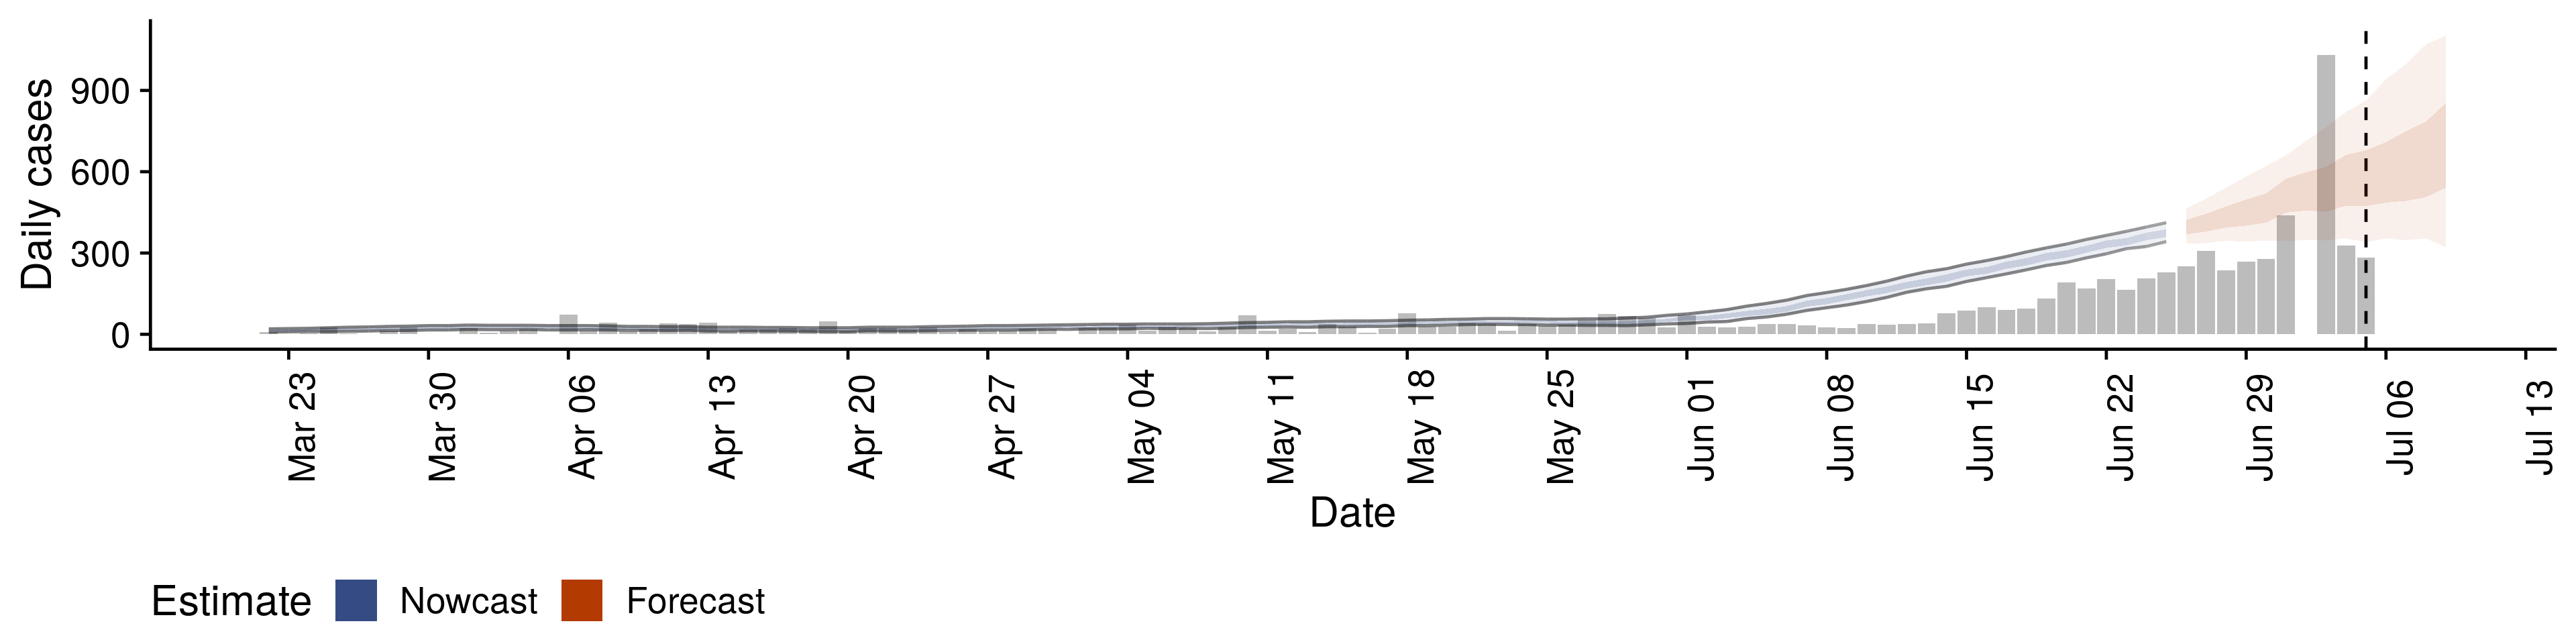 Daily cases
900
600
300
0
Mar 23
Mar 30
Apr 06
Apr 13
Apr 20
Apr 27
May 04
May 11
May 18
May 25
Jun 01
Jun 08
Jun 15
Jun 22
Jun 29
Jul 06
Jul 13
Date
Estimate Nowcast Forecast